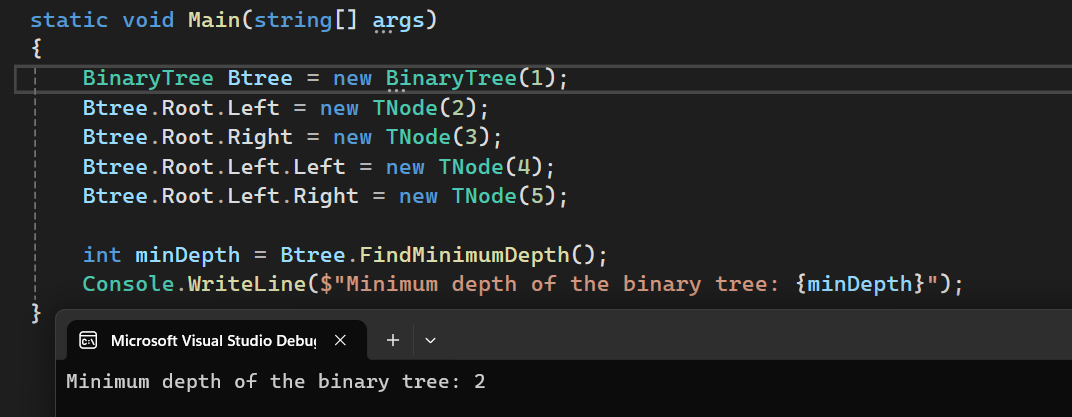 static void Main(string[] args)
{
    BinaryTree Btree = new BinaryTree(1);
    Btree.Root.Left = new TNode(2);
    Btree.Root.Right = new TNode(3);
    Btree.Root.Left.Left = new TNode(4);
    Btree.Root.Left.Right = new TNode(5);

    int minDepth = Btree.FindMinimumDepth();
    Console.WriteLine($"Minimum depth of the binary tree: {minDepth}");
}
Microsoft Visual Studio Debu
Minimum depth of the binary tree: 2